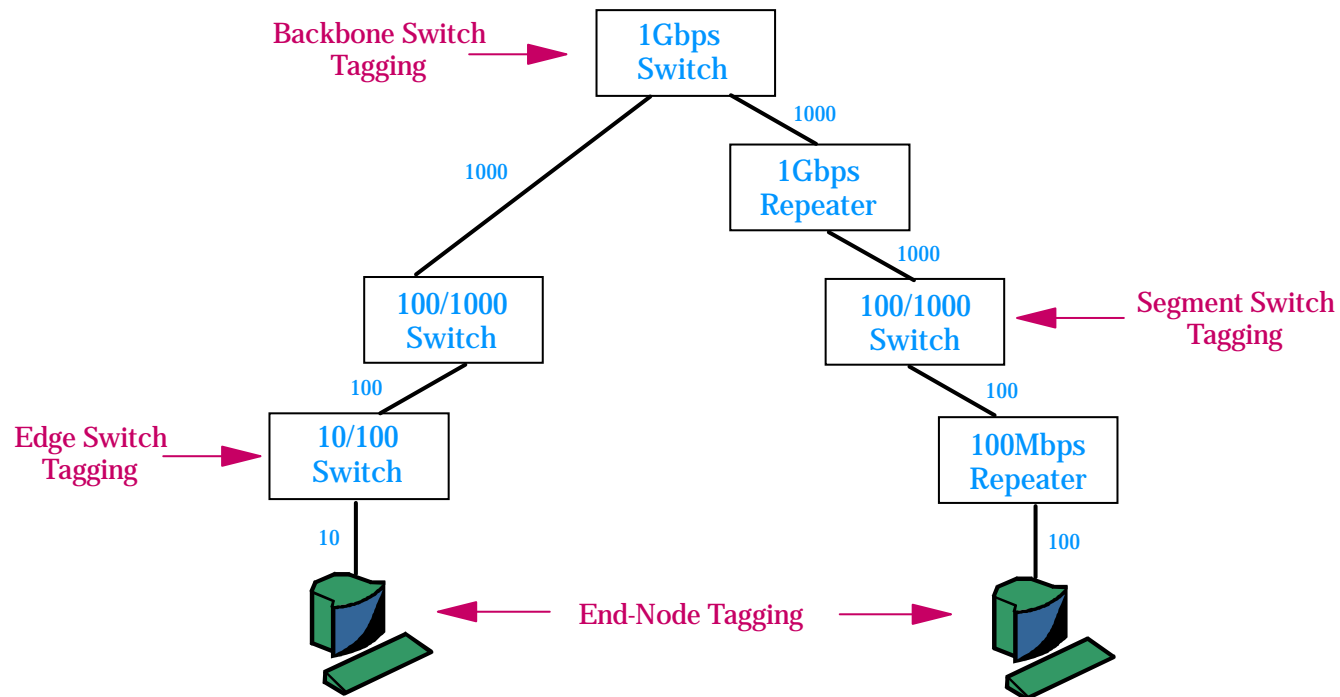 Backbone Switch
Tagging
1Gbps
Switch
1000
1000
1Gbps
Repeater
1000
100/1000
Switch
100/1000
Switch
Segment Switch
Tagging
100
100
Edge Switch
Tagging
10/100
Switch
100Mbps
Repeater
10
100
End-Node Tagging